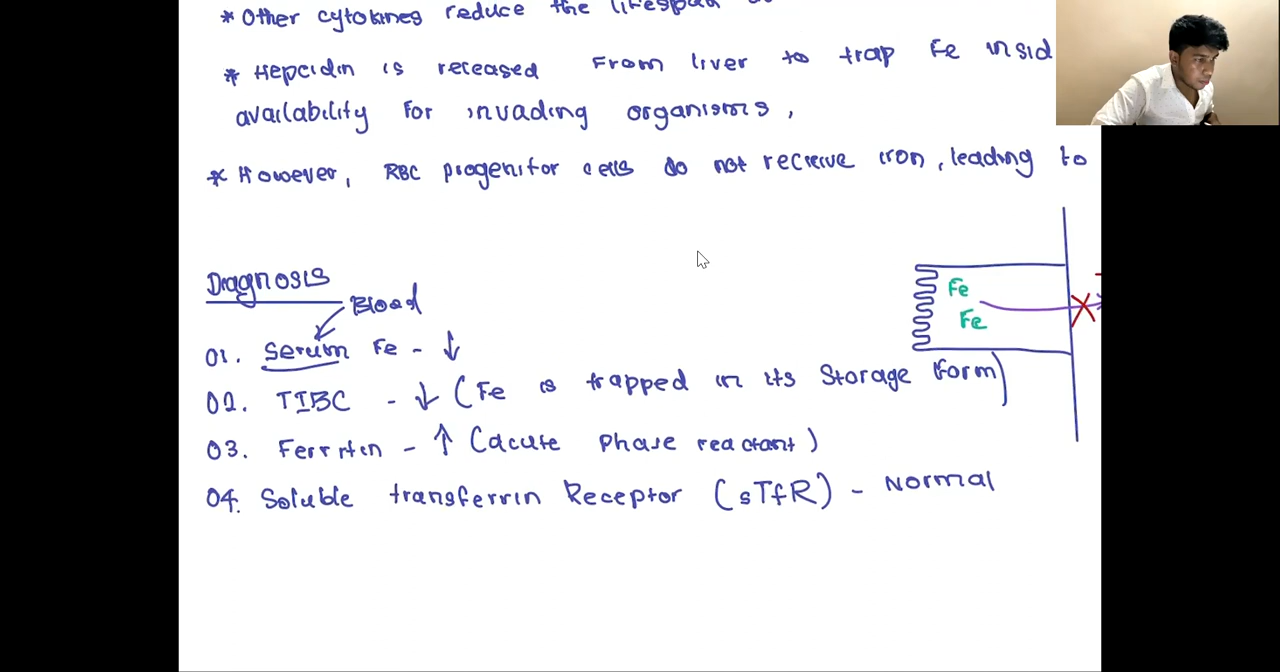 * Other cytokines reduce the lifespan
* Hepcidin is released From liver to trap Fe insid
availability for invading organisms,
* However, RBC progenitor cells do not recieve iron, leading to
Diagnosis
Blood
Fe
Fe
01. Serum Fe - ↓
02. TIBC - ↓ (Fe is trapped in its Storage Form)
03. Ferritin - ↑ (acute phase reactant)
04. Soluble transferrin Receptor (sTfR) - Normal